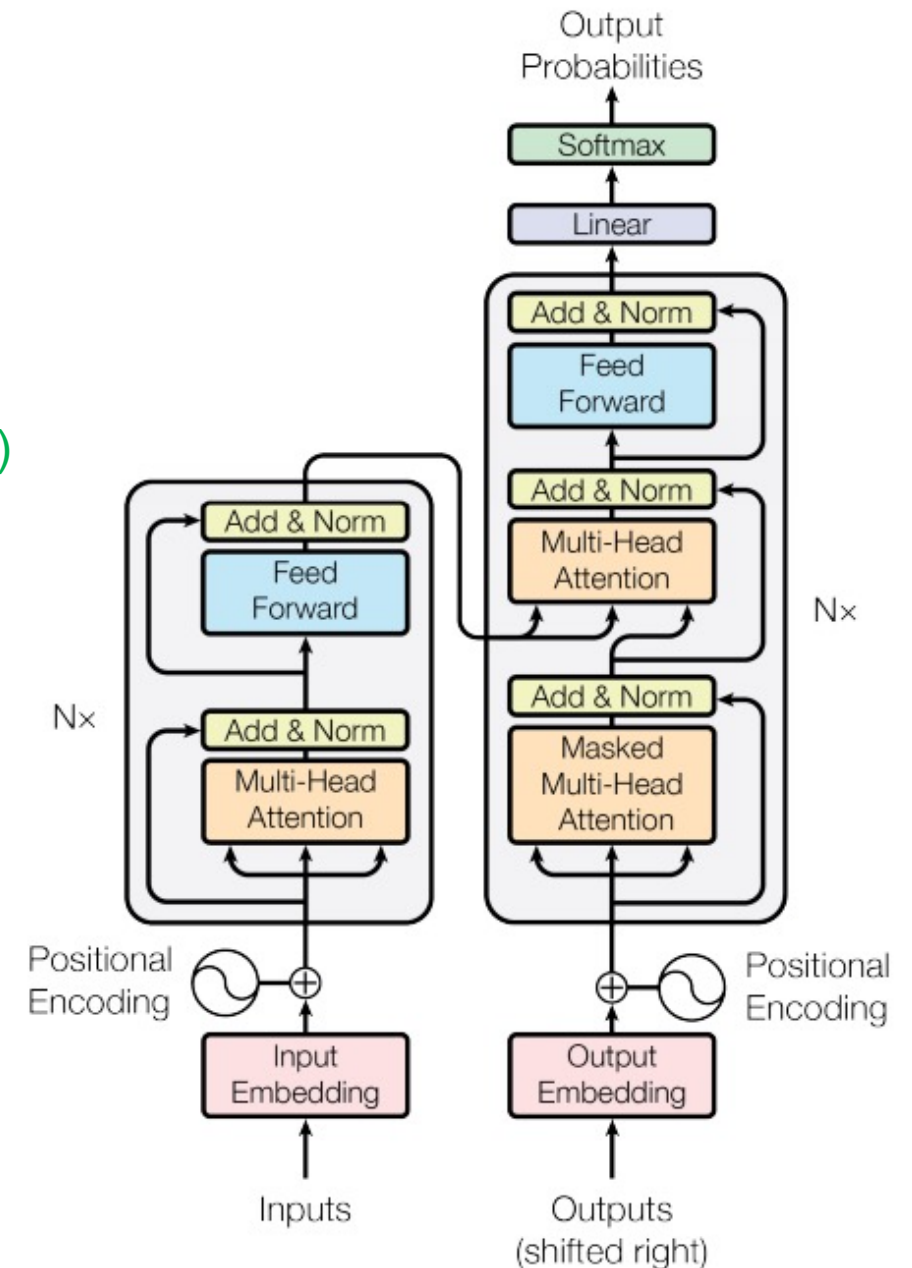 Output
Probabilities
Softmax
Linear
Add & Norm
Feed
Forward
Add & Norm
Multi-Head
Attention
Add & Norm
Masked
Multi-Head
Attention
Nx
)
Add & Norm
Feed
Forward
Add & Norm
Multi-Head
Attention
Nx
Positional
Encoding
Positional
Encoding
Input
Embedding
Output
Embedding
Inputs
Outputs
(shifted right)